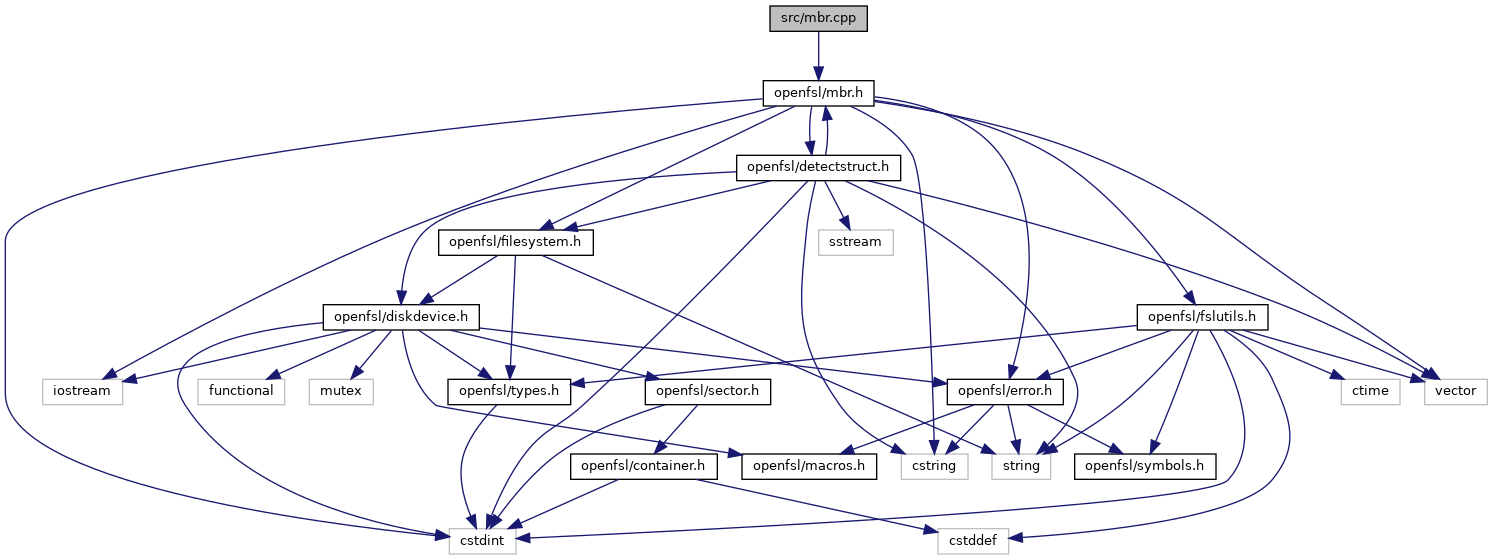 src/mbr.cpp
openfsl/mbr.h
openfsl/detectstruct.h
openfsl/filesystem.h
sstream
openfsl/diskdevice.h
openfsl/fslutils.h
iostream
functional
mutex
openfsl/types.h
openfsl/sector.h
openfsl/error.h
ctime
vector
openfsl/container.h
openfsl/macros.h
cstring
string
openfsl/symbols.h
cstdint
cstddef